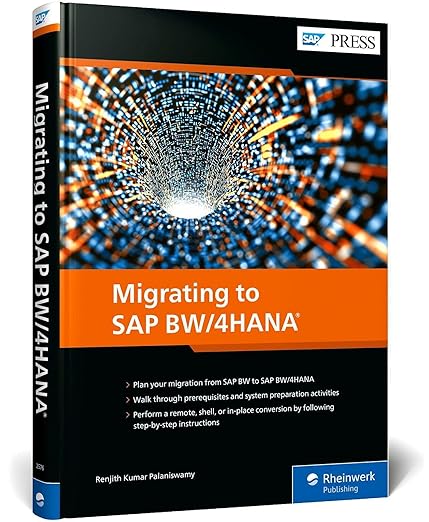 SAP PRESS
Migrating to SAP BW/4HANA®
Migrating to
SAP BW/4HANA®
Plan your migration from SAP BW to SAP BW/4HANA
Walk through prerequisites and system preparation activities
Perform a remote, shell, or in-place conversion by following
step-by-step instructions
Renjith Kumar Palaniswamy
Rheinwerk
Publishing